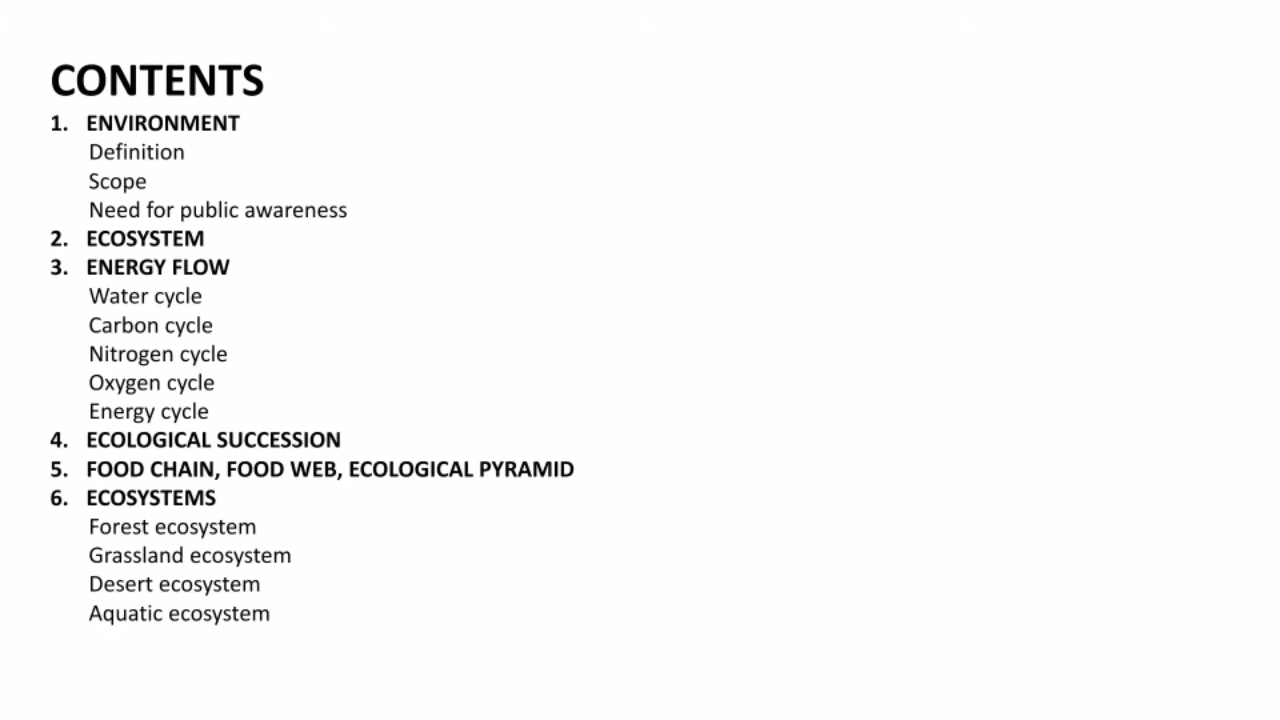 CONTENTS
1. ENVIRONMENT
Definition
Scope
Need for public awareness
2. ECOSYSTEM
3. ENERGY FLOW
Water cycle
Carbon cycle
Nitrogen cycle
Oxygen cycle
Energy cycle
4. ECOLOGICAL SUCCESSION
5. FOOD CHAIN, FOOD WEB, ECOLOGICAL PYRAMID
6. ECOSYSTEMS
Forest ecosystem
Grassland ecosystem
Desert ecosystem
Aquatic ecosystem